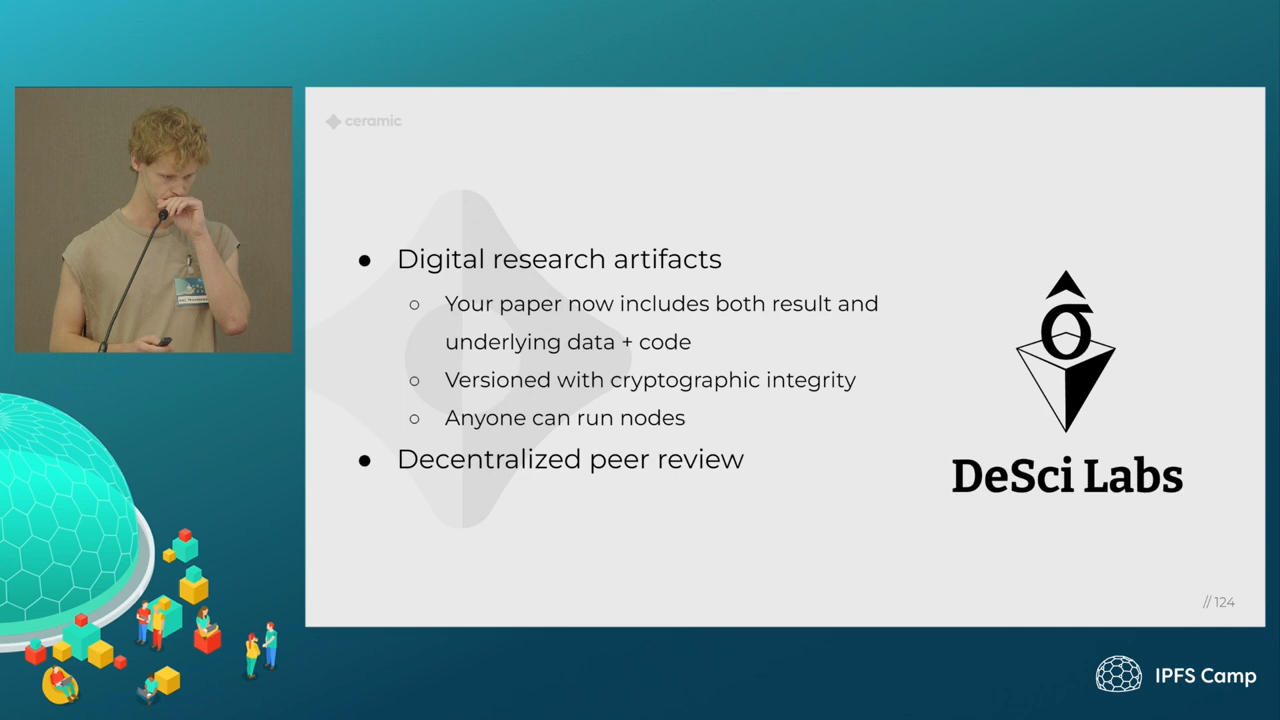 ceramic
Digital research artifacts
Your paper now includes both result and
underlying data + code
Versioned with cryptographic integrity
Anyone can run nodes
Decentralized peer review
DeSci Labs
// 124
IPFS Camp